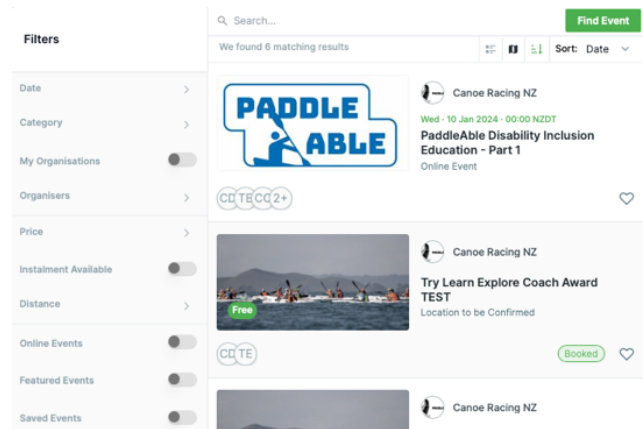 Filters
Date
Category
My Organisations
Organisers
Price
Instalment Available
Distance
Online Events
Featured Events
Saved Events
Search...
Find Event
We found 6 matching results
Sort: Date
PADDLE
ABLE
Canoe Racing NZ
Wed · 10 Jan 2024 · 00:00 NZDT
PaddleAble Disability Inclusion
Education - Part 1
Online Event
CD TE CO 2+
Free
Canoe Racing NZ
Try Learn Explore Coach Award
TEST
Location to be Confirmed
CD TE
Booked
Canoe Racing NZ